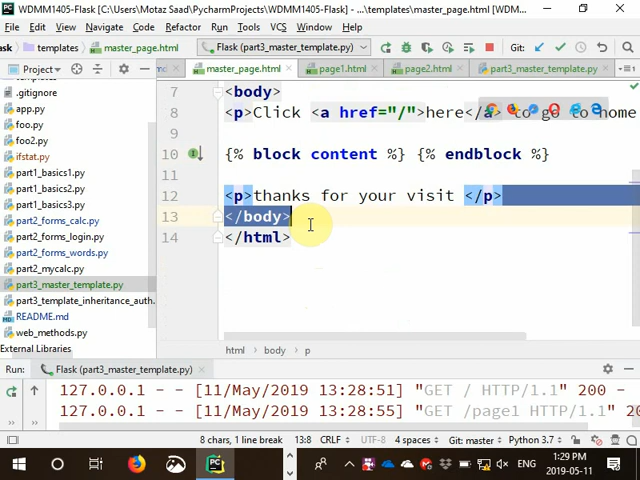 WDMM1405-Flask [C:\Users\Motaz Saad\PycharmProjects\WDMM1405-Flask] - ...\templates\master_page.html [WDM...
File Edit View Navigate Code Refactor Tools VCS Window Help
ask templates master_page.html Flask (part3_master_template.py) Git:
Project master_page.html page1.html page2.html part3_master_template.py
.gitignore
app.py
foo.py
foo2.py
ifstat.py
part1_basics1.py
part1_basics2.py
part1_basics3.py
part2_forms_calc.py
part2_forms_login.py
part2_forms_words.py
part2_mycalc.py
part3_master_template.py
part3_template_inheritance_auth.
README.md
web_methods.py
External Libraries
7 <body>
8 <p>Click <a href="/">here</a> to go to home
9
10 {% block content %} {% endblock %}
11
12 <p>thanks for your visit </p>
13 </body>
14 </html>
html body p
Run: Flask (part3_master_template.py)
127.0.0.1 - - [11/May/2019 13:28:51] "GET / HTTP/1.1" 200 -
127.0.0.1 - - [11/May/2019 13:28:55] "GET /page1 HTTP/1.1" 20
8 chars, 1 line break 13:8 CRLF UTF-8 4 spaces Git: master Python 3.7
1:29 PM
2019-05-11